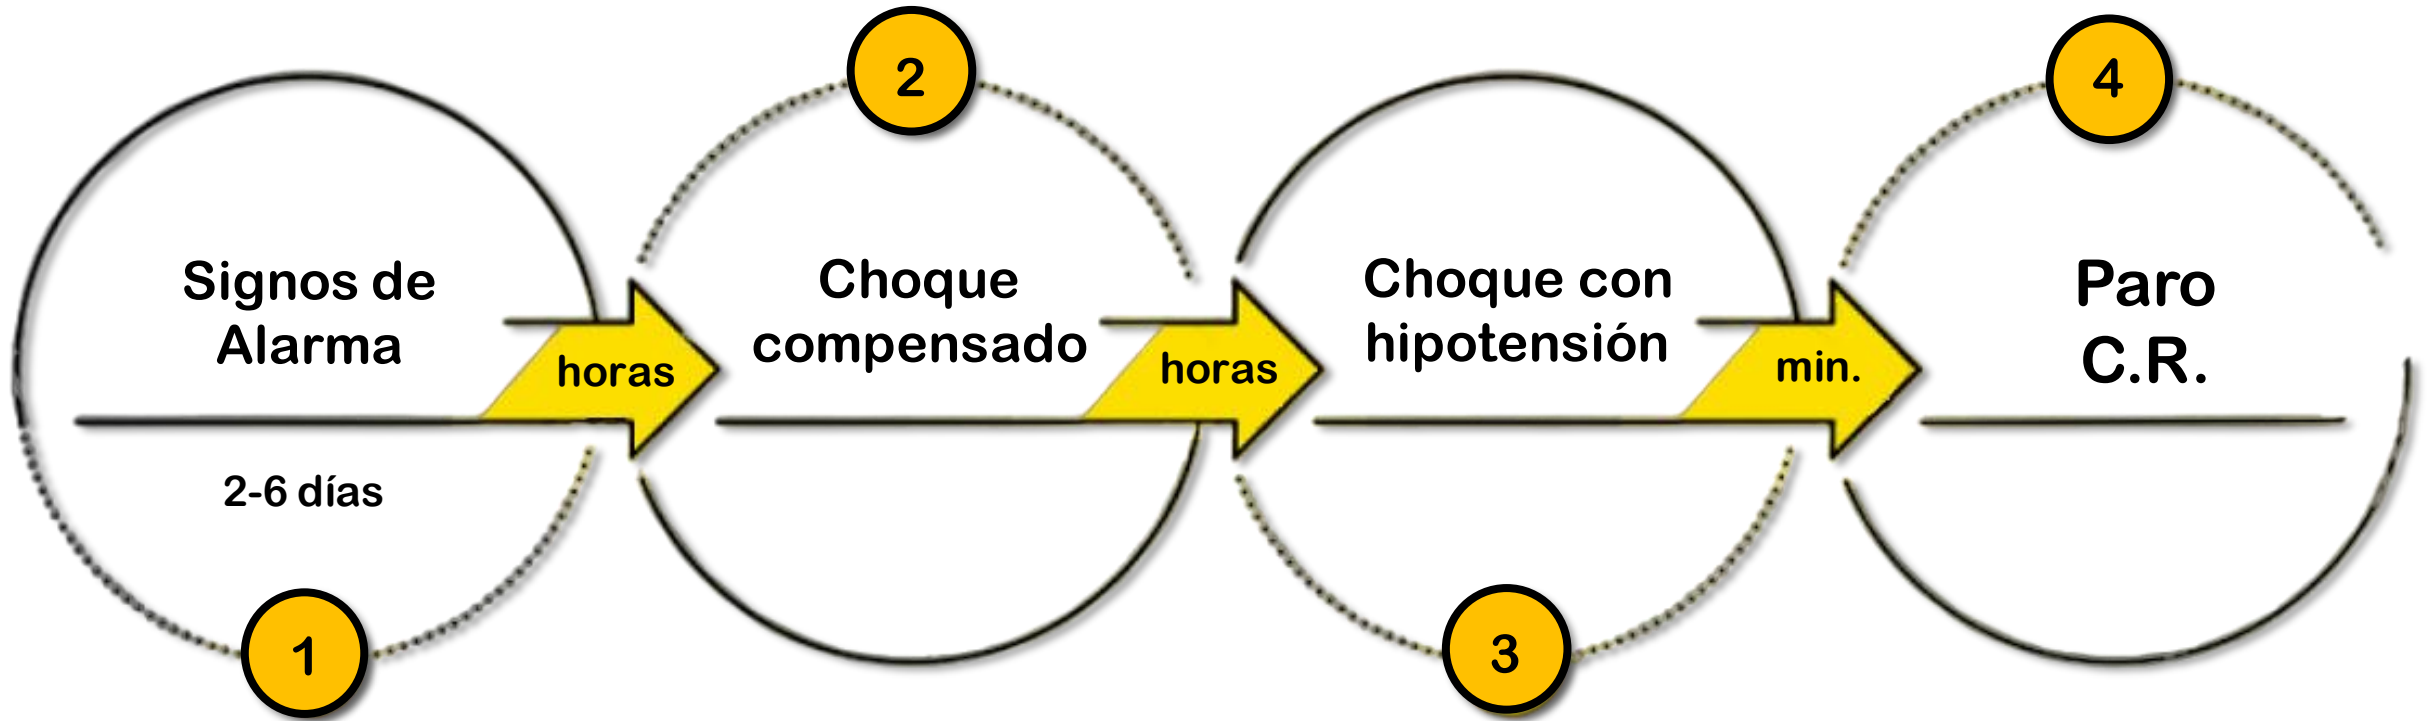 1
Signos de
Alarma
2-6 días
horas
2
Choque
compensado
horas
3
Choque con
hipotensión
min.
4
Paro
C.R.